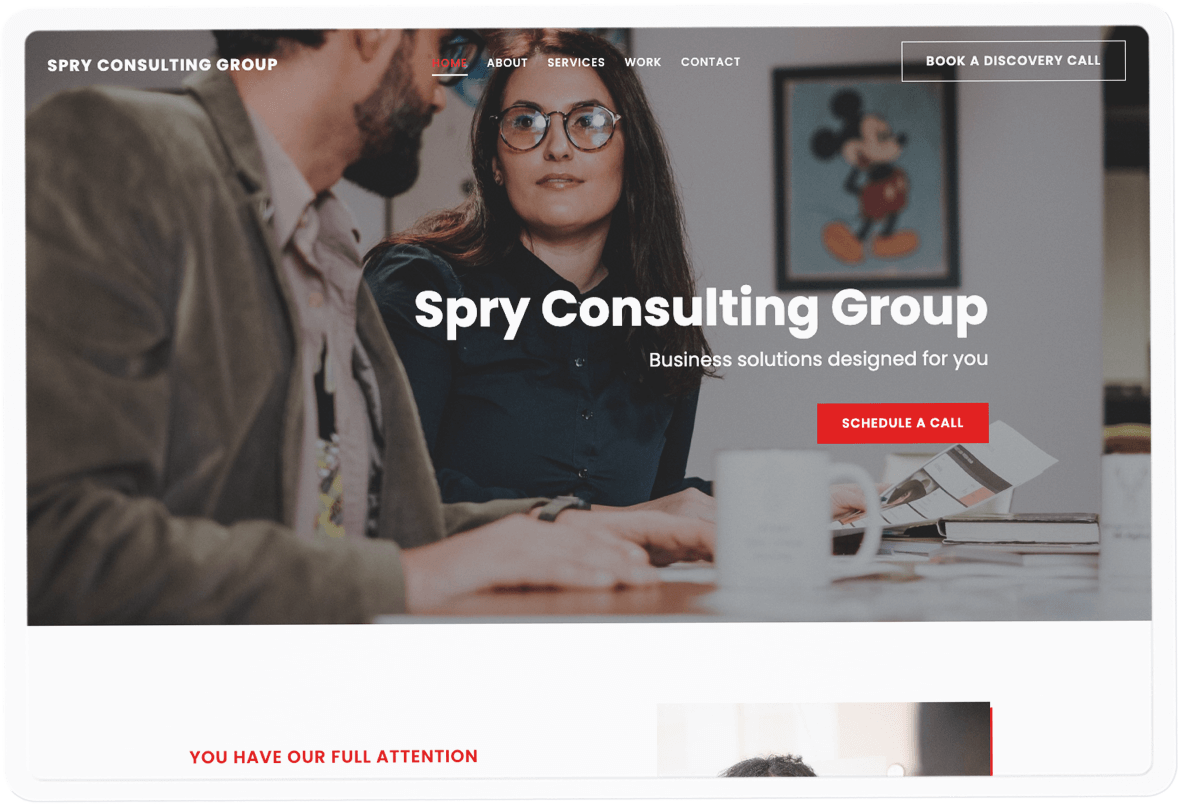 SPRY CONSULTING GROUP
HOME ABOUT SERVICES WORK CONTACT
BOOK A DISCOVERY CALL
Spry Consulting Group
Business solutions designed for you
SCHEDULE A CALL
YOU HAVE OUR FULL ATTENTION